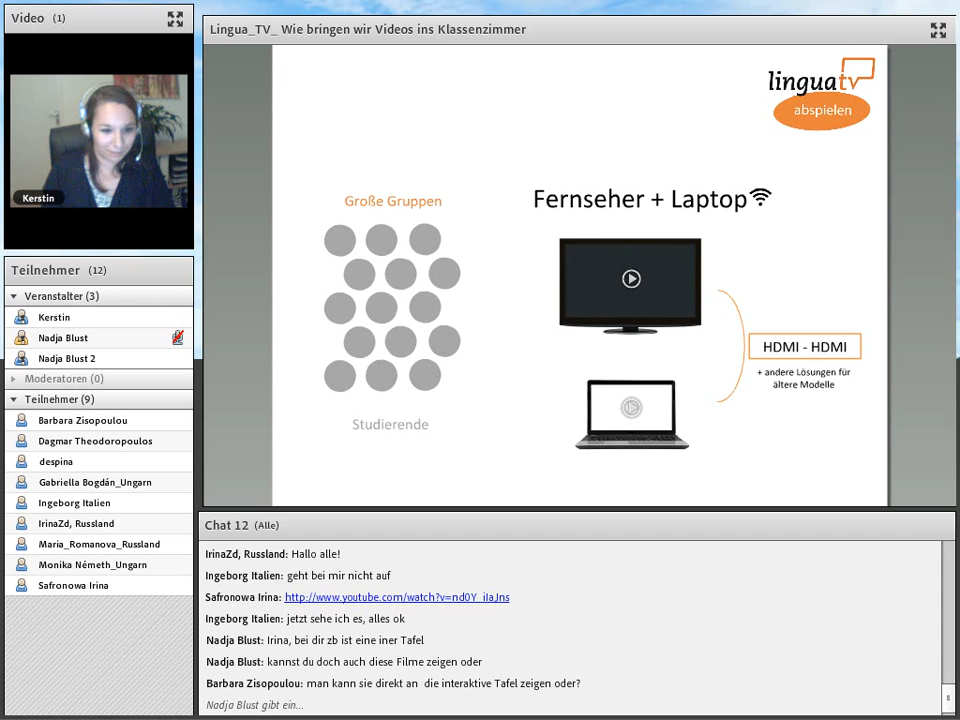 Video (1)
Kerstin
Teilnehmer (12)
Veranstalter (3)
Kerstin
Nadja Blust
Nadja Blust 2
Moderatoren (0)
Teilnehmer (9)
Barbara Zisopoulou
Dagmar Theodoropoulos
despina
Gabriella Bogdán_Ungarn
Ingeborg Italien
IrinaZd, Russland
Maria_Romanova_Russland
Monika Németh_Ungarn
Safronowa Irina
Lingua_TV_ Wie bringen wir Videos ins Klassenzimmer
linguatv
abspielen
Große Gruppen
Studierende
Fernseher + Laptop
HDMI - HDMI
+ andere Lösungen für
ältere Modelle
Chat 12 (Alle)
IrinaZd, Russland: Hallo alle!
Ingeborg Italien: geht bei mir nicht auf
Safronowa Irina: http://www.youtube.com/watch?v=nd0Y_iIaJns
Ingeborg Italien: jetzt sehe ich es, alles ok
Nadja Blust: Irina, bei dir zb ist eine iner Tafel
Nadja Blust: kannst du doch auch diese Filme zeigen oder
Barbara Zisopoulou: man kann sie direkt an die interaktive Tafel zeigen oder?
Nadja Blust gibt ein...